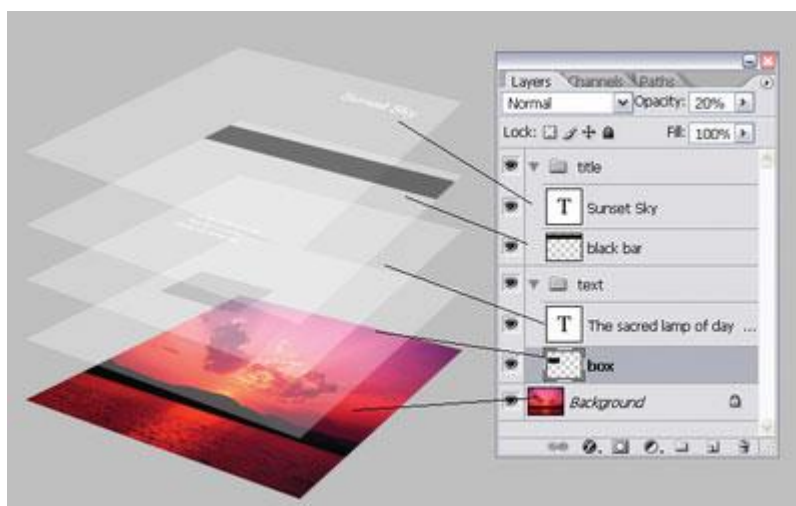 Sunset Sky
Layers Channels Paths
Normal Opacity: 20%
Lock: Fill: 100%
title
T Sunset Sky
black bar
text
T The sacred lamp of day ...
box
Background